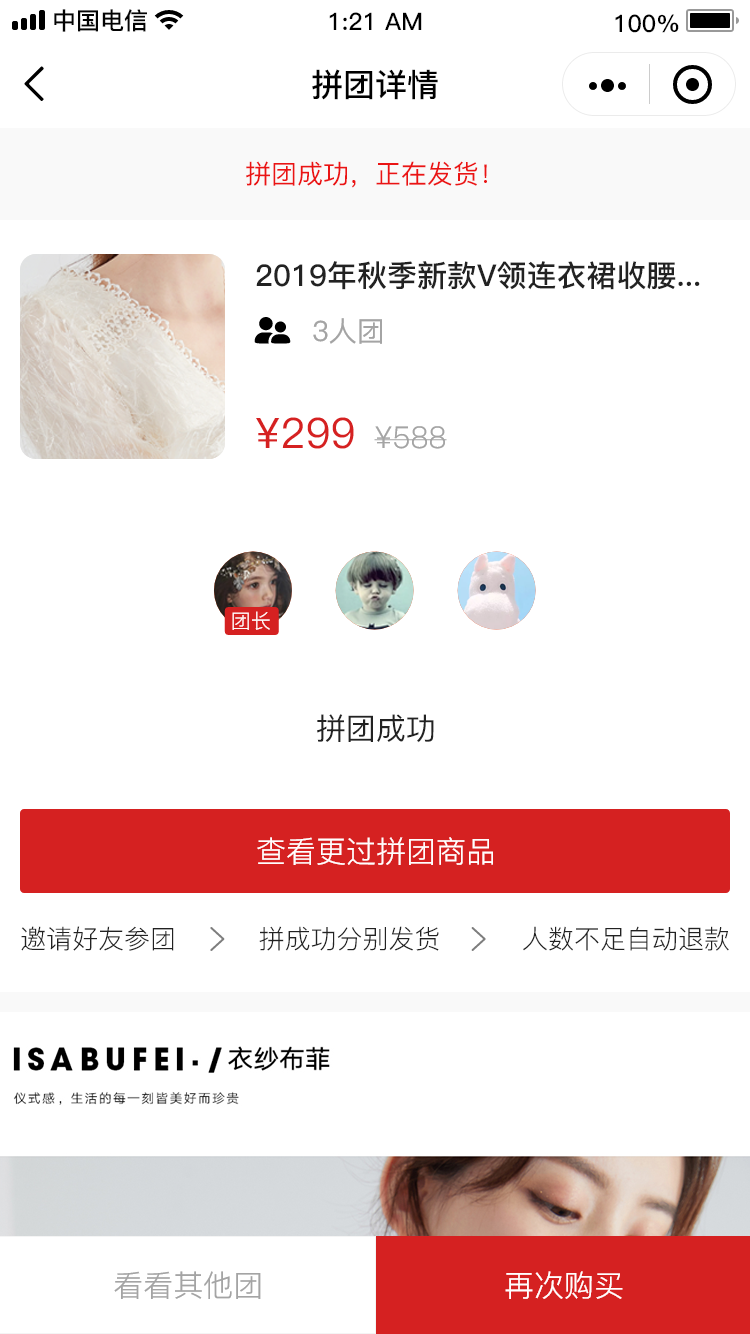 中国电信 1:21 AM 100%
拼团详情
拼团成功，正在发货！
2019年秋季新款V领连衣裙收腰...
3人团
¥299 ¥588
团长
拼团成功
查看更过拼团商品
邀请好友参团 > 拼成功分别发货 > 人数不足自动退款
ISABUFEI·/衣纱布菲
仪式感，生活的每一刻皆美好而珍贵
看看其他团 再次购买